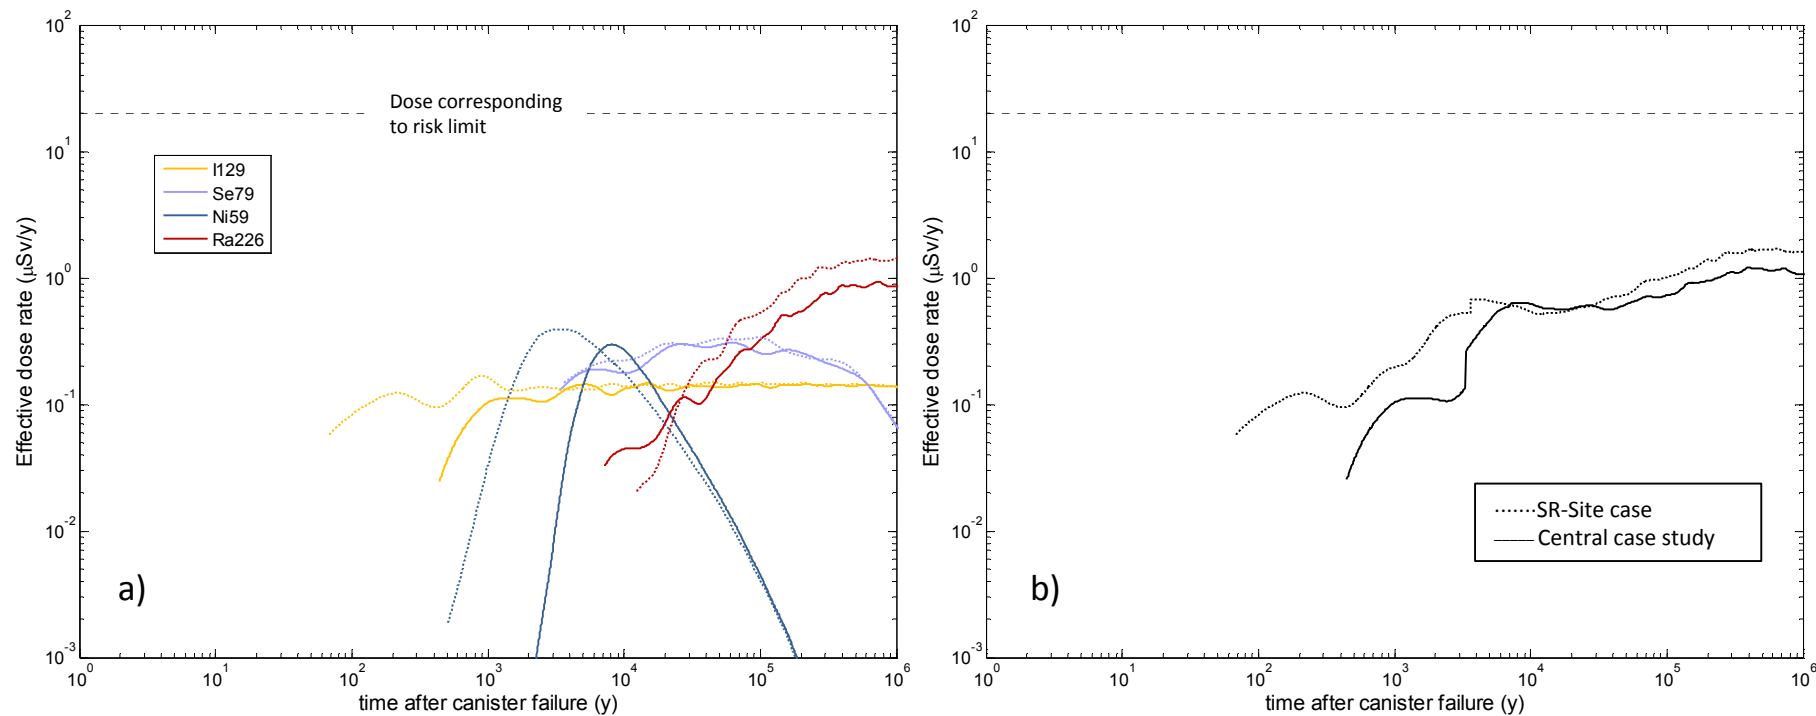 10^2
10^1
10^0
10^-1
10^-2
10^-3
Effective dose rate (μSv/y)
Dose corresponding
to risk limit
I129
Se79
Ni59
Ra226
a)
10^0 10^1 10^2 10^3 10^4 10^5 10^6
time after canister failure (y)
10^2
10^1
10^0
10^-1
10^-2
10^-3
Effective dose rate (μSv/y)
SR-Site case
Central case study
b)
10^0 10^1 10^2 10^3 10^4 10^5 10^6
time after canister failure (y)